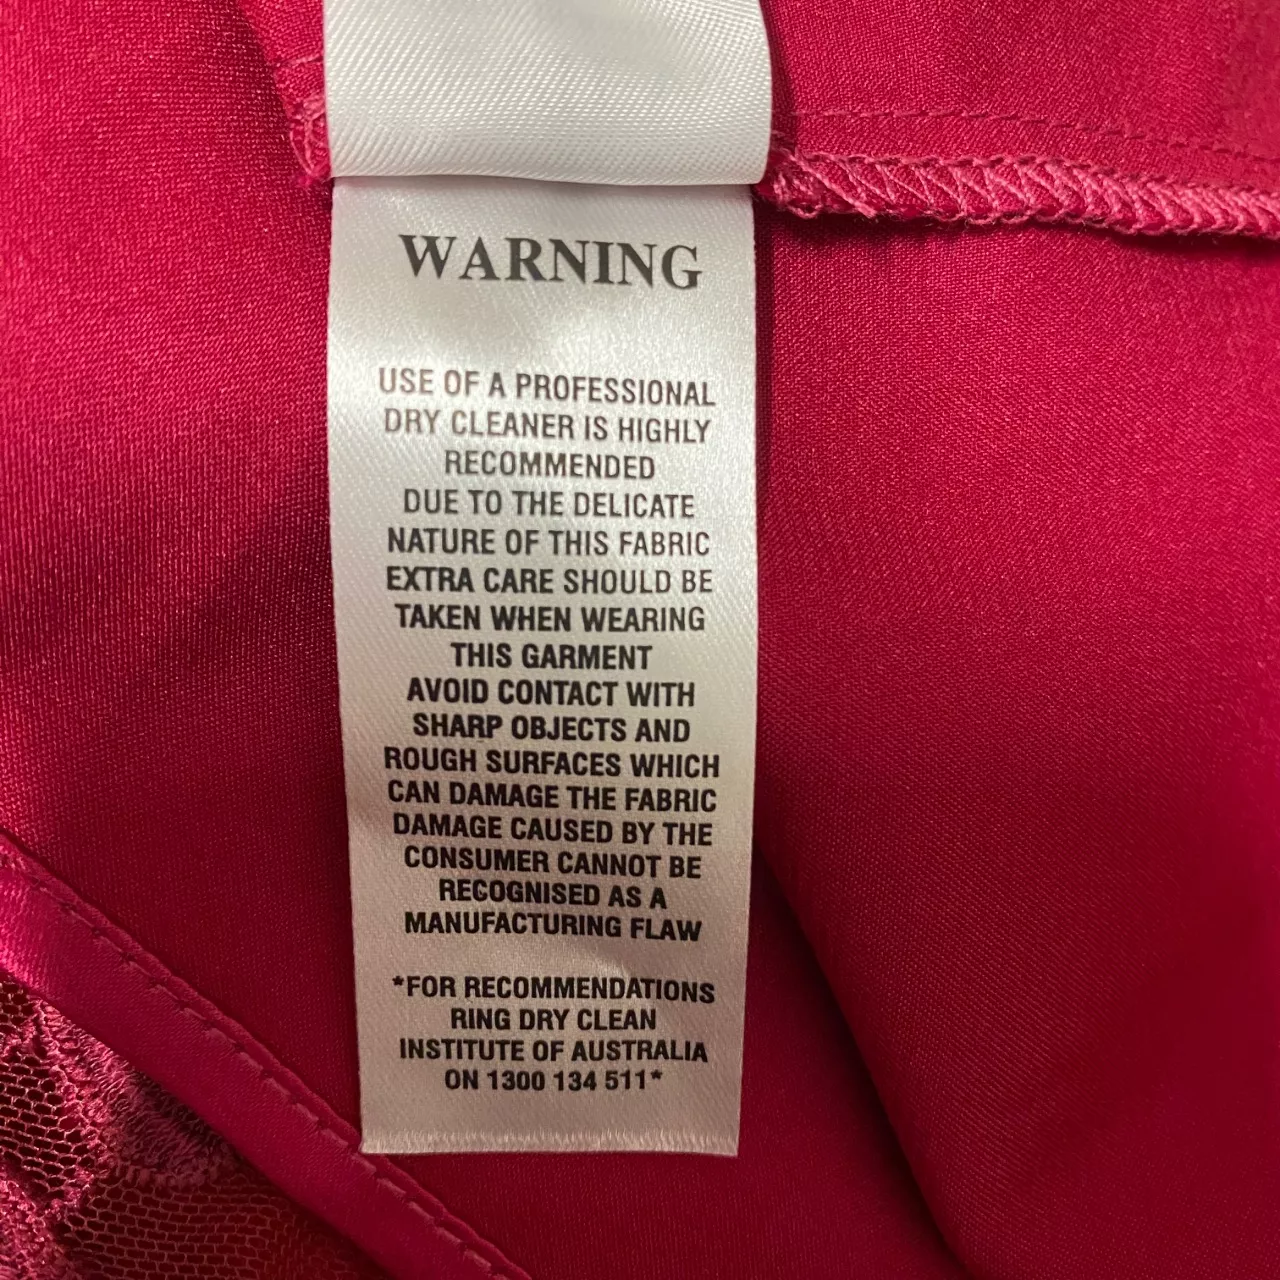 WARNING
USE OF A PROFESSIONAL
DRY CLEANER IS HIGHLY
RECOMMENDED
DUE TO THE DELICATE
NATURE OF THIS FABRIC
EXTRA CARE SHOULD BE
TAKEN WHEN WEARING
THIS GARMENT
AVOID CONTACT WITH
SHARP OBJECTS AND
ROUGH SURFACES WHICH
CAN DAMAGE THE FABRIC
DAMAGE CAUSED BY THE
CONSUMER CANNOT BE
RECOGNISED AS A
MANUFACTURING FLAW
*FOR RECOMMENDATIONS
RING DRY CLEAN
INSTITUTE OF AUSTRALIA
ON 1300 134 511*